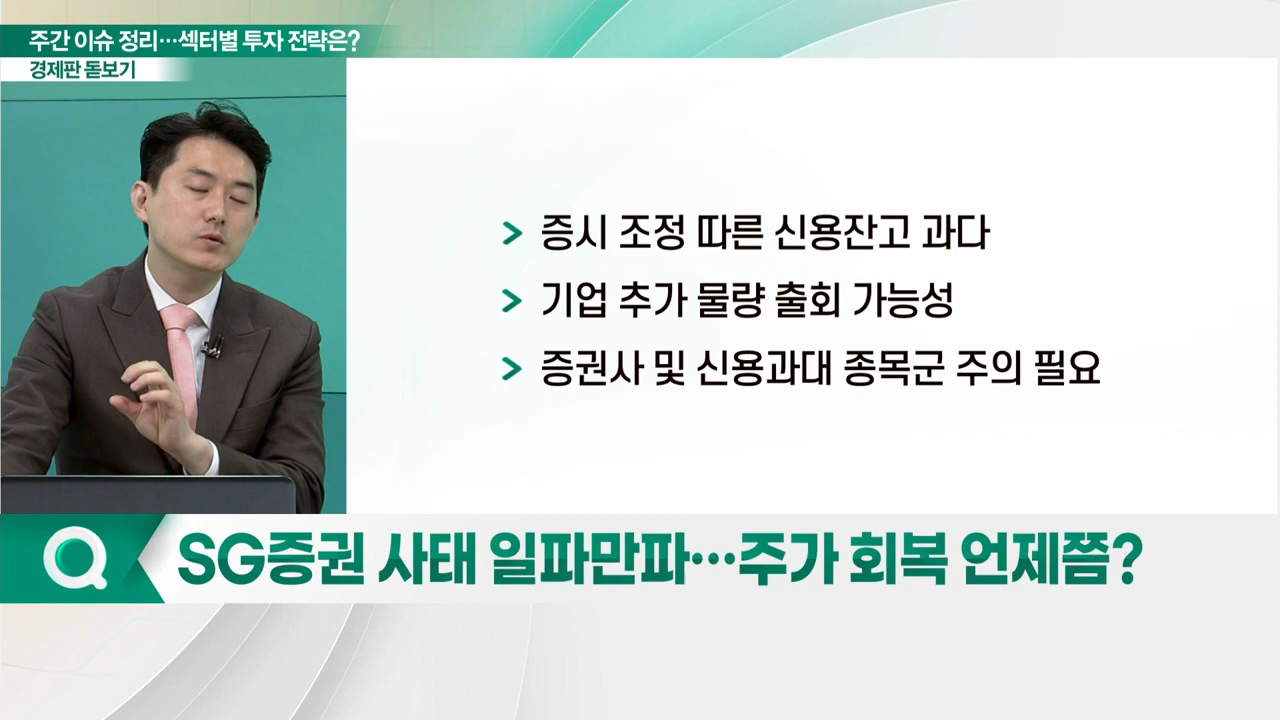 주간 이슈 정리…섹터별 투자 전략은?
경제판 돋보기
> 증시 조정 따른 신용잔고 과다
> 기업 추가 물량 출회 가능성
> 증권사 및 신용과대 종목군 주의 필요
SG증권 사태 일파만파…주가 회복 언제쯤?